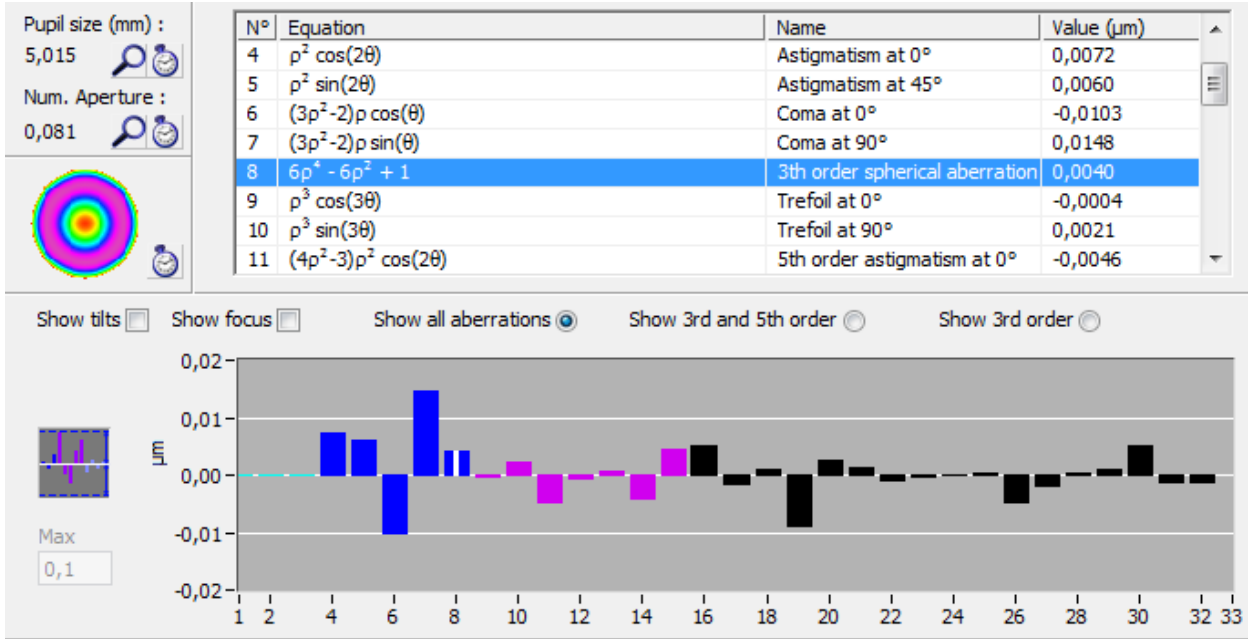 Pupil size (mm) :
5,015
Num. Aperture :
0,081
N° Equation Name Value (µm)
4 ρ² cos(2θ) Astigmatism at 0° 0,0072
5 ρ² sin(2θ) Astigmatism at 45° 0,0060
6 (3ρ²-2)ρ cos(θ) Coma at 0° -0,0103
7 (3ρ²-2)ρ sin(θ) Coma at 90° 0,0148
8 6ρ⁴ - 6ρ² + 1 3th order spherical aberration 0,0040
9 ρ³ cos(3θ) Trefoil at 0° -0,0004
10 ρ³ sin(3θ) Trefoil at 90° 0,0021
11 (4ρ²-3)ρ² cos(2θ) 5th order astigmatism at 0° -0,0046
Show tilts Show focus Show all aberrations Show 3rd and 5th order Show 3rd order
0,02
0,01
0,00
-0,01
-0,02
µm
Max
0,1
1 2 4 6 8 10 12 14 16 18 20 22 24 26 28 30 32 33